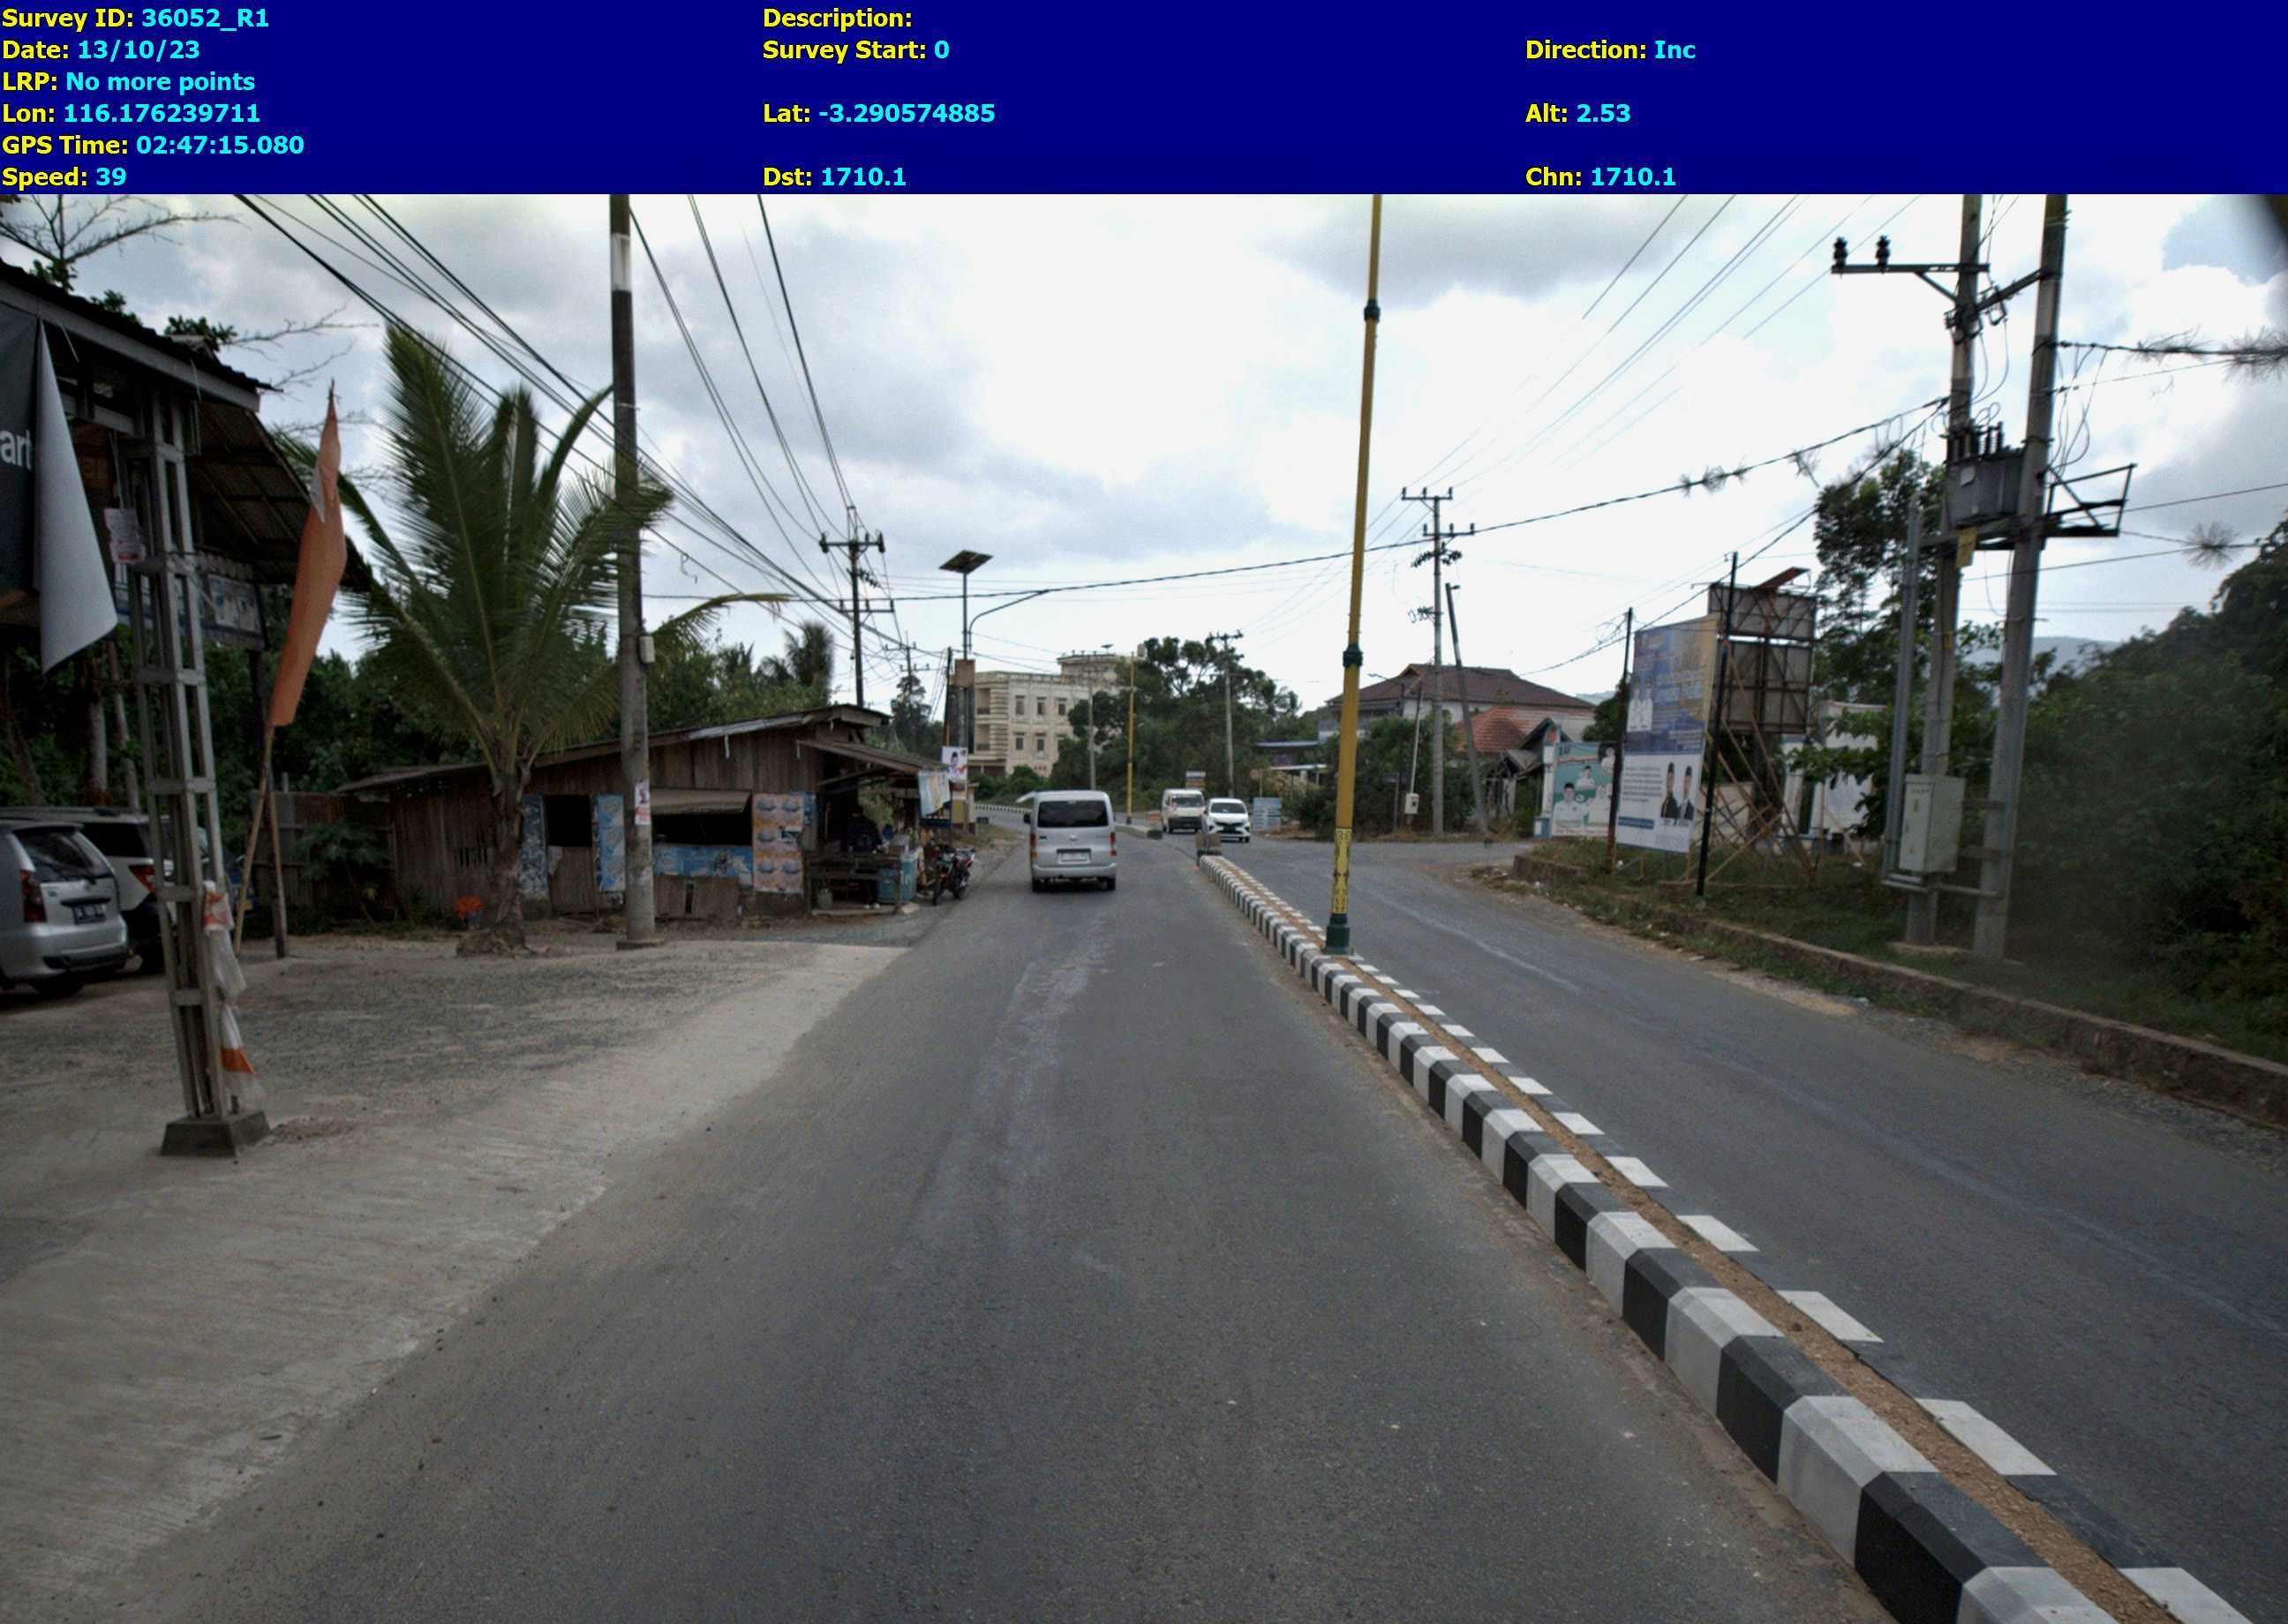 Survey ID: 36052_R1
Description:
Date: 13/10/23
Survey Start: 0
Direction: Inc
LRP: No more points
Lon: 116.176239711
Lat: -3.290574885
Alt: 2.53
GPS Time: 02:47:15.080
Speed: 39
Dst: 1710.1
Chn: 1710.1
art